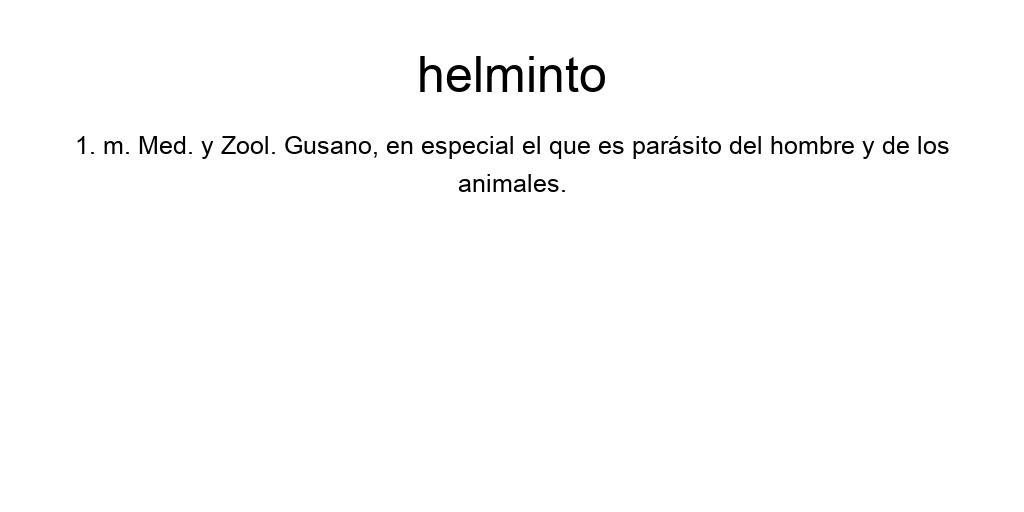 helminto
1. m. Med. y Zool. Gusano, en especial el que es parásito del hombre y de los
animales.